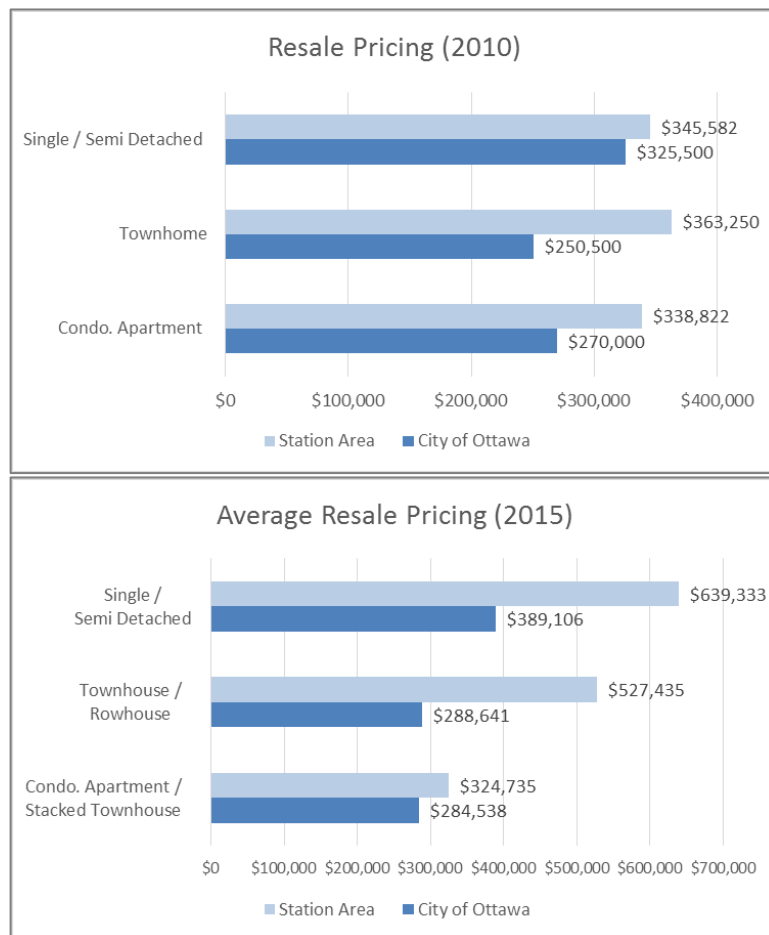 Resale Pricing (2010)
Single / Semi Detached
$345,582
$325,500
Townhome
$363,250
$250,500
Condo. Apartment
$338,822
$270,000
$0 $100,000 $200,000 $300,000 $400,000
Station Area City of Ottawa
Average Resale Pricing (2015)
Single /
Semi Detached
$639,333
$389,106
Townhouse /
Rowhouse
$527,435
$288,641
Condo. Apartment /
Stacked Townhouse
$324,735
$284,538
$0 $100,000 $200,000 $300,000 $400,000 $500,000 $600,000 $700,000
Station Area City of Ottawa